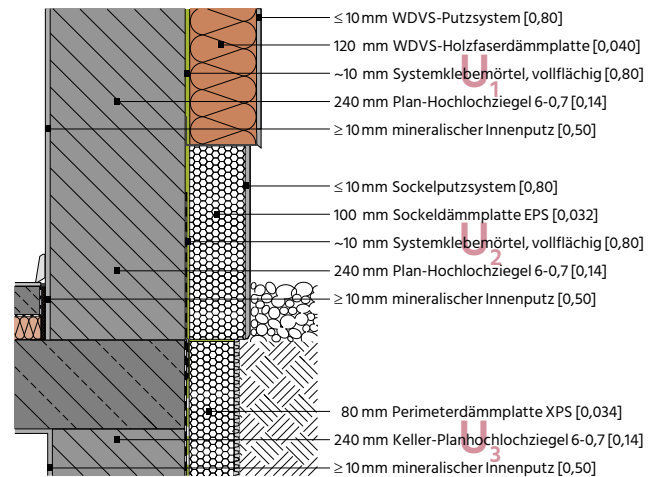 ≤ 10 mm WDVS-Putzsystem [0,80]
120 mm WDVS-Holzfaserdämmplatte [0,040]
~10 mm Systemklebemörtel, vollflächig [0,80]
U1
240 mm Plan-Hochlochziegel 6-0,7 [0,14]
≥ 10 mm mineralischer Innenputz [0,50]
≤ 10 mm Sockelputzsystem [0,80]
100 mm Sockeldämmplatte EPS [0,032]
~10 mm Systemklebemörtel, vollflächig [0,80]
U2
240 mm Plan-Hochlochziegel 6-0,7 [0,14]
≥ 10 mm mineralischer Innenputz [0,50]
80 mm Perimeterdämmplatte XPS [0,034]
240 mm Keller-Planhochlochziegel 6-0,7 [0,14]
U3
≥ 10 mm mineralischer Innenputz [0,50]